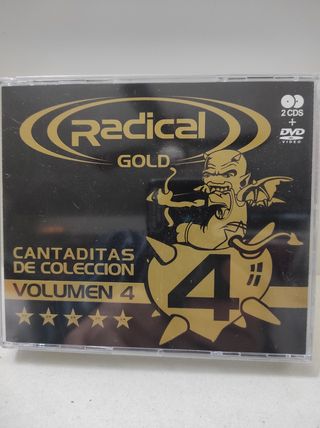 Radical
GOLD
2 CDS
+
DVD
VIDEO
CANTADITAS
DE COLECCION
VOLUMEN 4
4